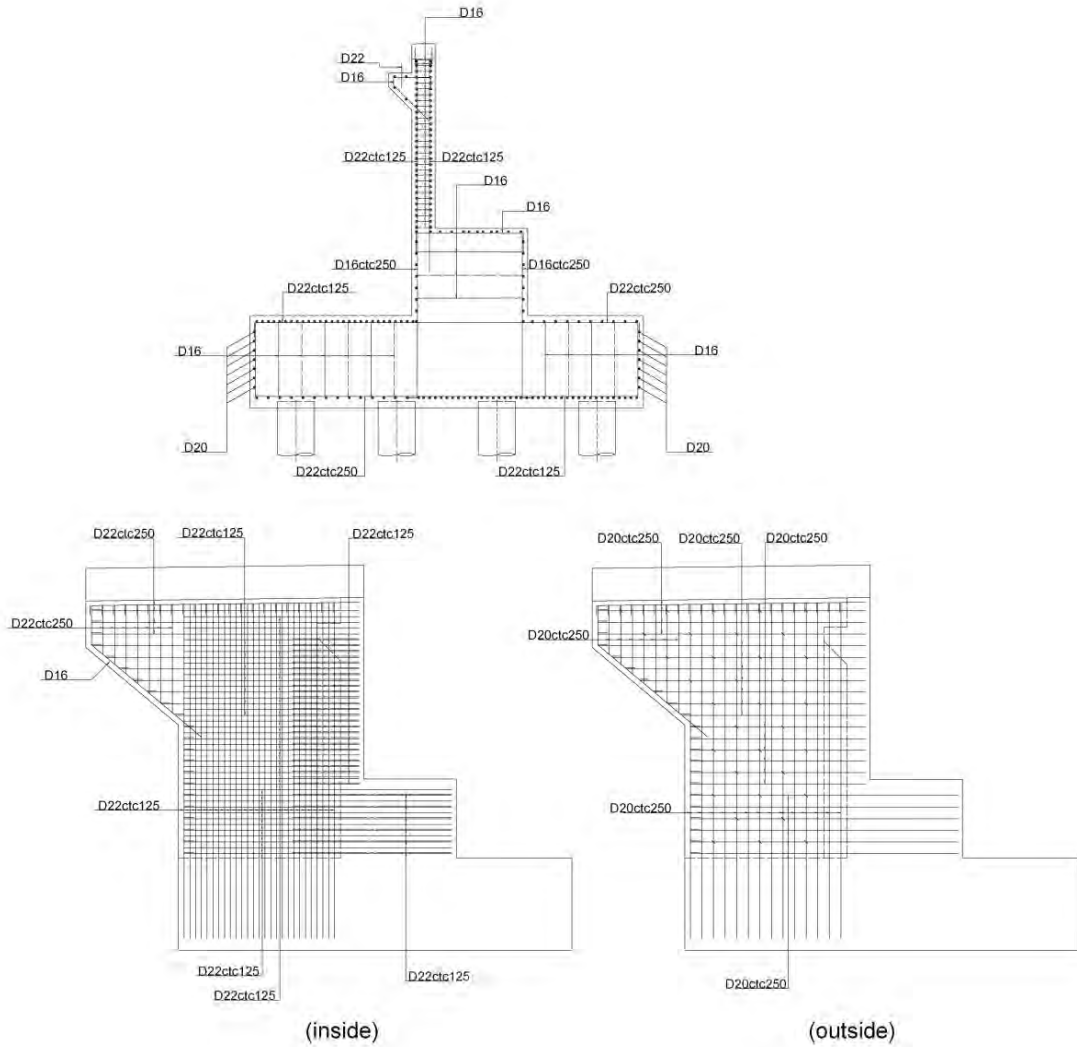 D16
D22
D16
D22ctc125 D22ctc125
D16
D16
D16ctc250 D16ctc250
D22ctc125 D22ctc250
D16 D16
D20 D20
D22ctc250 D22ctc125
D22ctc250 D22ctc125 D22ctc125
D22ctc250
D16
D22ctc125
D22ctc125 D22ctc125
D22ctc125
(inside)
D20ctc250 D20ctc250 D20ctc250
D20ctc250
D20ctc250
D20ctc250
(outside)